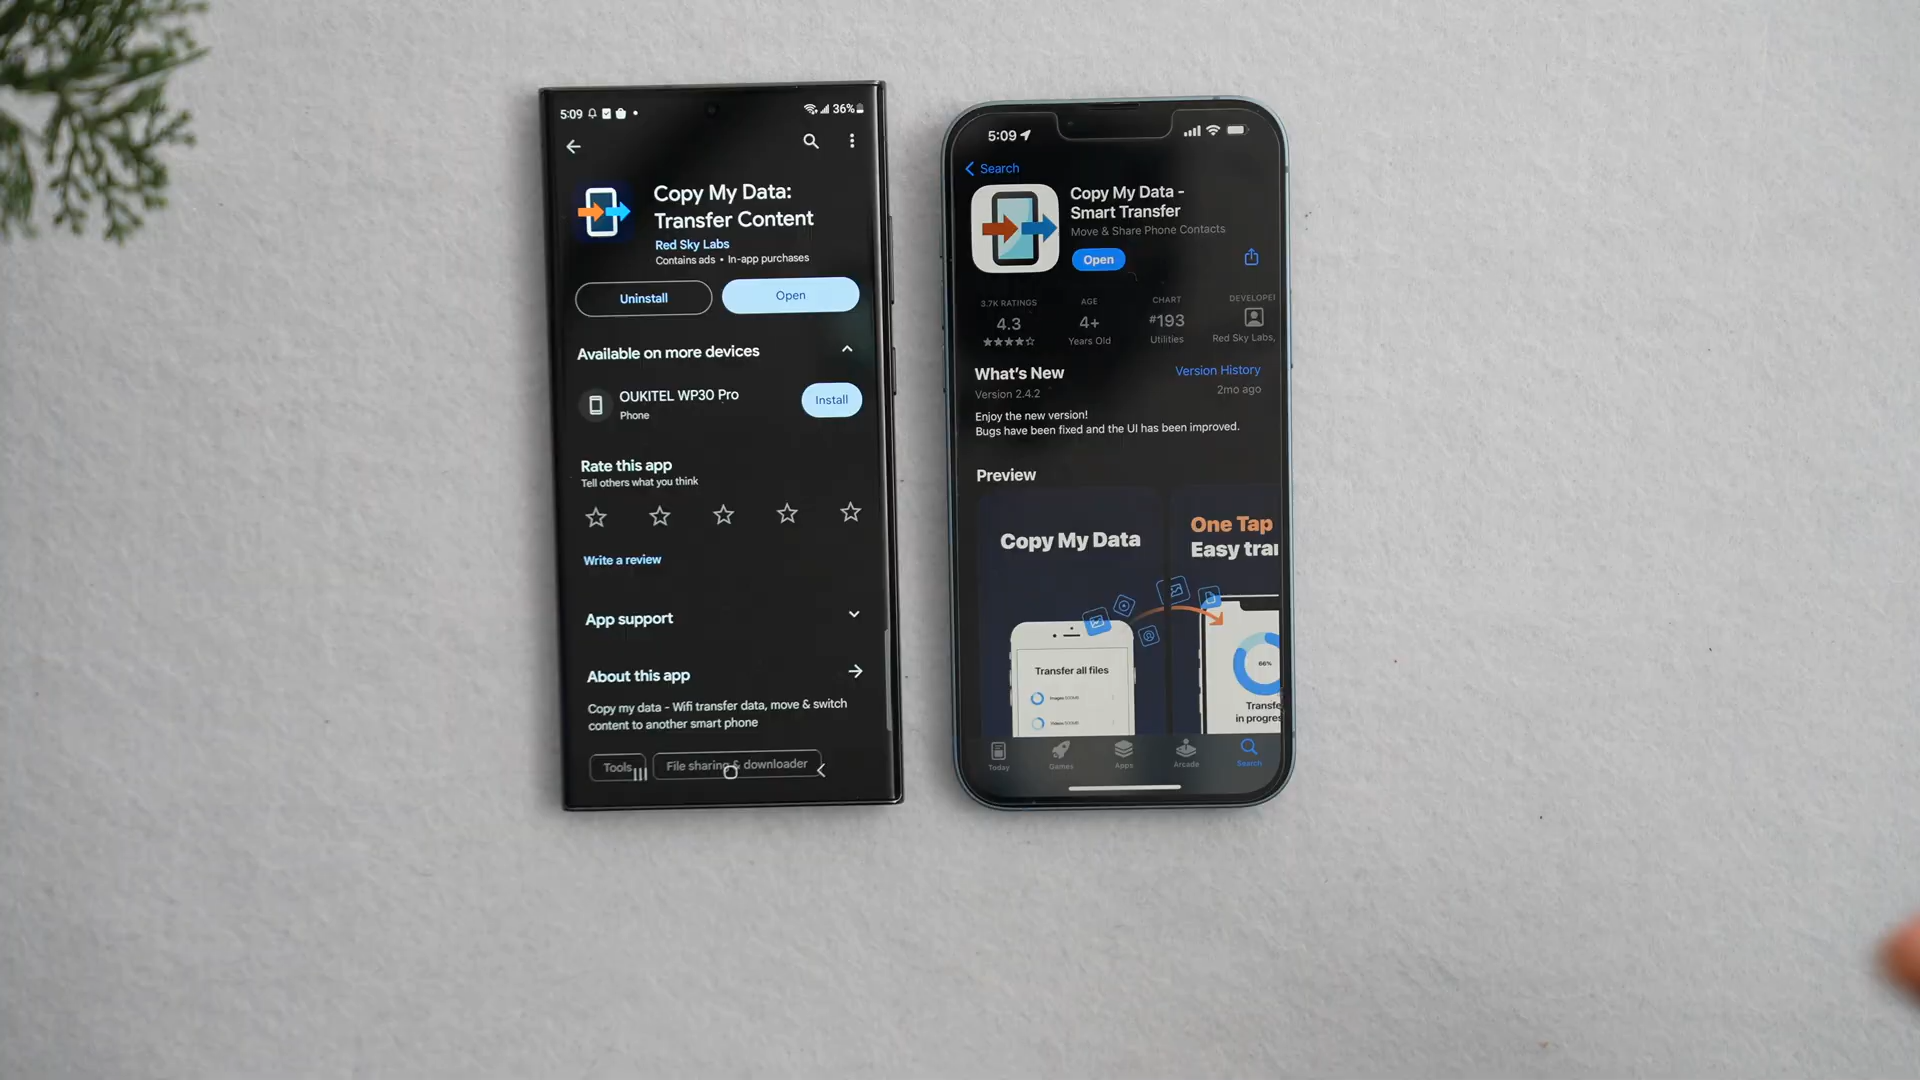 5:09
36%
Copy My Data:
Transfer Content
Red Sky Labs
Contains ads • In-app purchases
Uninstall
Open
Available on more devices
OUKITEL WP30 Pro
Phone
Install
Rate this app
Tell others what you think
Write a review
App support
About this app
Copy my data - Wifi transfer data, move & switch
content to another smart phone
Tools
File sharing & downloader
5:09
Search
Copy My Data -
Smart Transfer
Move & Share Phone Contacts
Open
3.7K RATINGS
4.3
AGE
4+
Years Old
CHART
#193
Utilities
DEVELOPE
Red Sky Labs,
What's New
Version History
Version 2.4.2
2mo ago
Enjoy the new version!
Bugs have been fixed and the UI has been improved.
Preview
Copy My Data
Transfer all files
One Tap
Easy tra
66%
Transfe
in progres
Today
Games
Apps
Arcade
Search